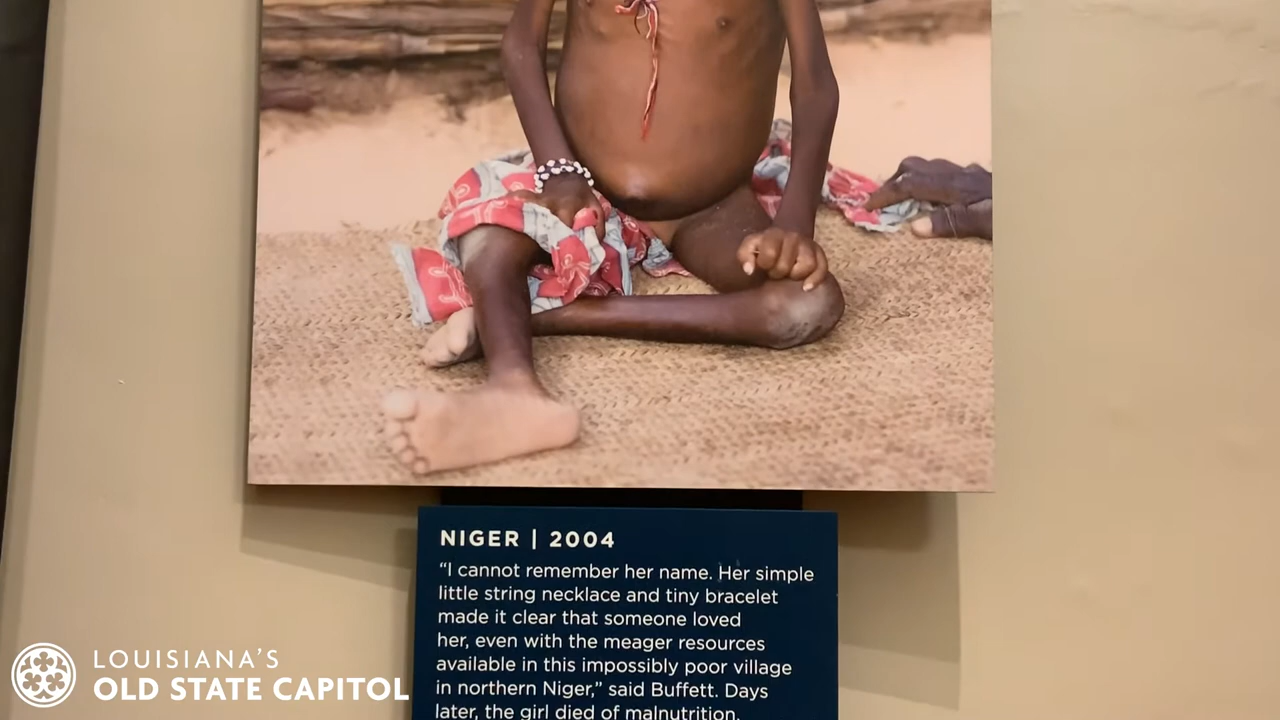 NIGER | 2004
“I cannot remember her name. Her simple
little string necklace and tiny bracelet
made it clear that someone loved
her, even with the meager resources
available in this impossibly poor village
in northern Niger,” said Buffett. Days
later, the girl died of malnutrition.
LOUISIANA'S
OLD STATE CAPITOL